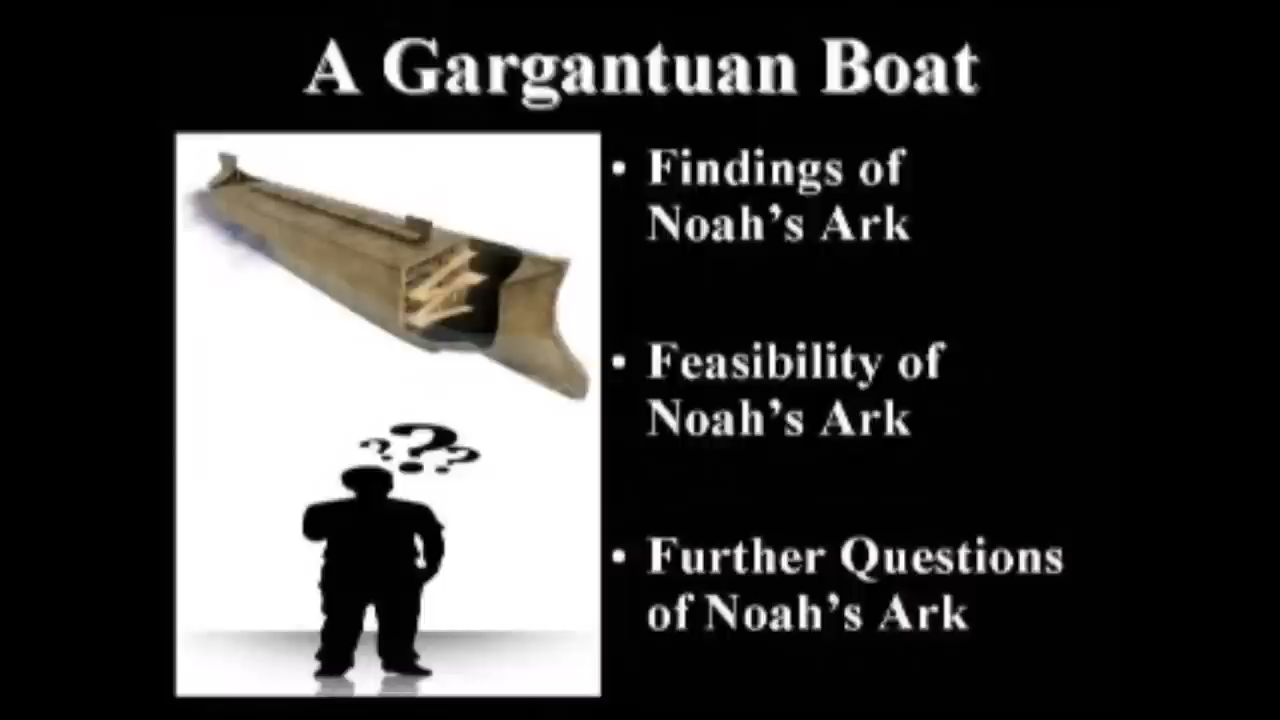 A Gargantuan Boat
• Findings of
Noah’s Ark
• Feasibility of
Noah’s Ark
• Further Questions
of Noah’s Ark
???